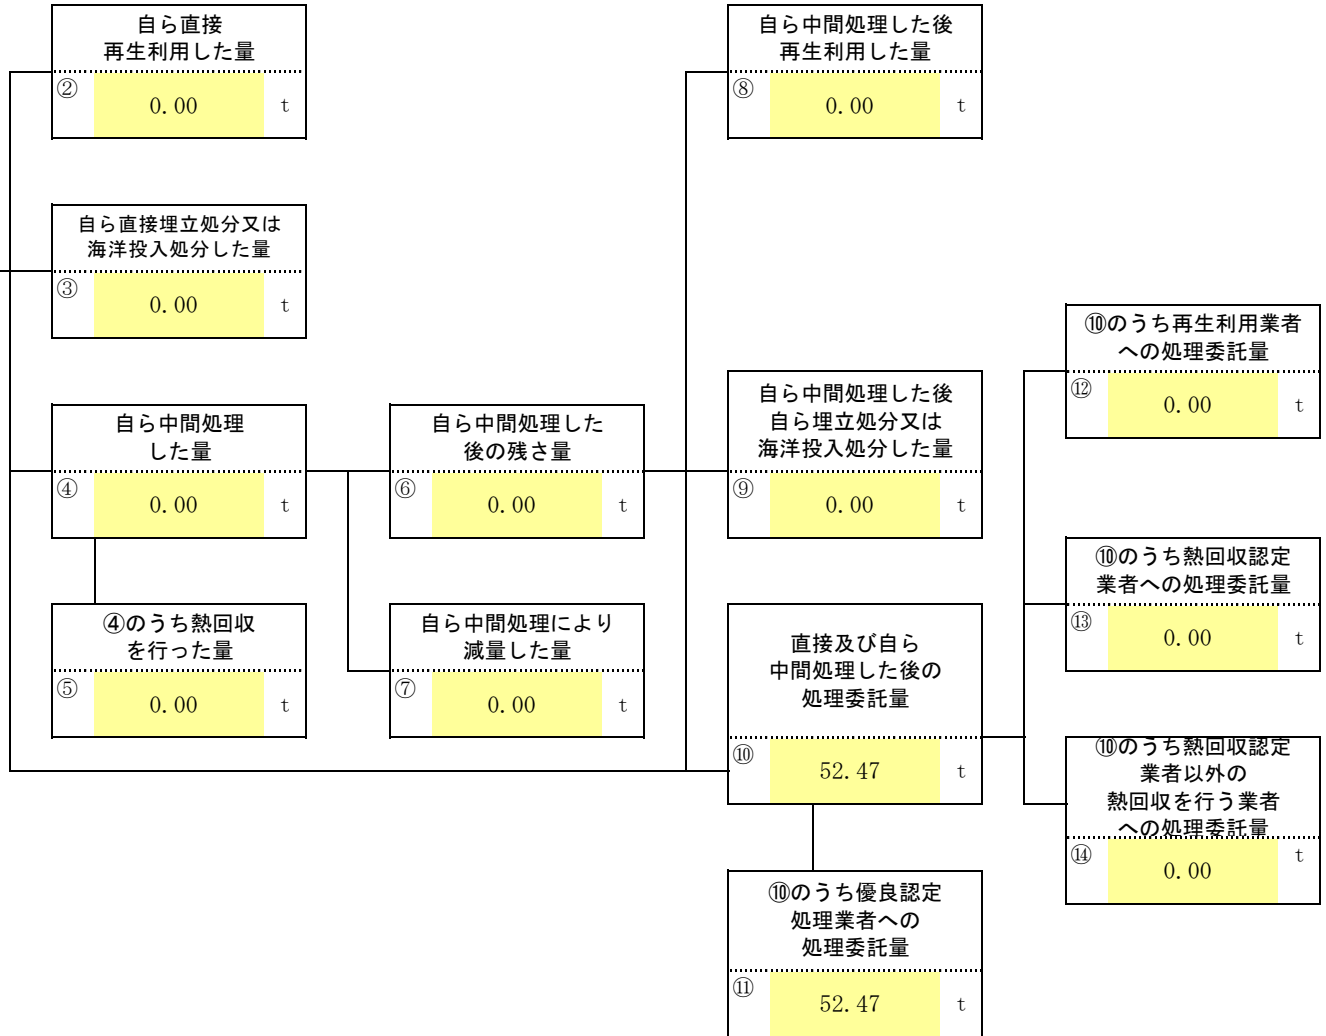 自ら直接
再生利用した量
② 0.00 t
自ら直接埋立処分又は
海洋投入処分した量
③ 0.00 t
自ら中間処理
した量
④ 0.00 t
④のうち熱回収
を行った量
⑤ 0.00 t
自ら中間処理した
後の残さ量
⑥ 0.00 t
自ら中間処理により
減量した量
⑦ 0.00 t
自ら中間処理した後
再生利用した量
⑧ 0.00 t
自ら中間処理した後
自ら埋立処分又は
海洋投入処分した量
⑨ 0.00 t
直接及び自ら
中間処理した後の
処理委託量
⑩ 52.47 t
⑩のうち優良認定
処理業者への
処理委託量
⑪ 52.47 t
⑩のうち再生利用業者
への処理委託量
⑫ 0.00 t
⑩のうち熱回収認定
業者への処理委託量
⑬ 0.00 t
⑩のうち熱回収認定
業者以外の
熱回収を行う業者
への処理委託量
⑭ 0.00 t